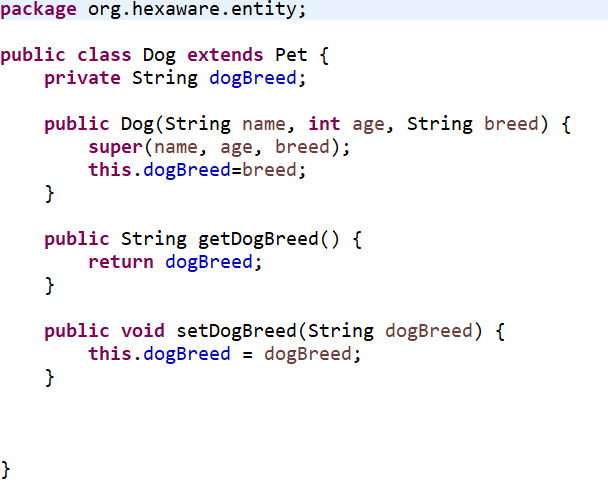 package org.hexaware.entity;
public class Dog extends Pet {
private String dogBreed;
public Dog(String name, int age, String breed) {
super(name, age, breed);
this.dogBreed=breed;
}
public String getDogBreed() {
return dogBreed;
}
public void setDogBreed(String dogBreed) {
this.dogBreed = dogBreed;
}
}